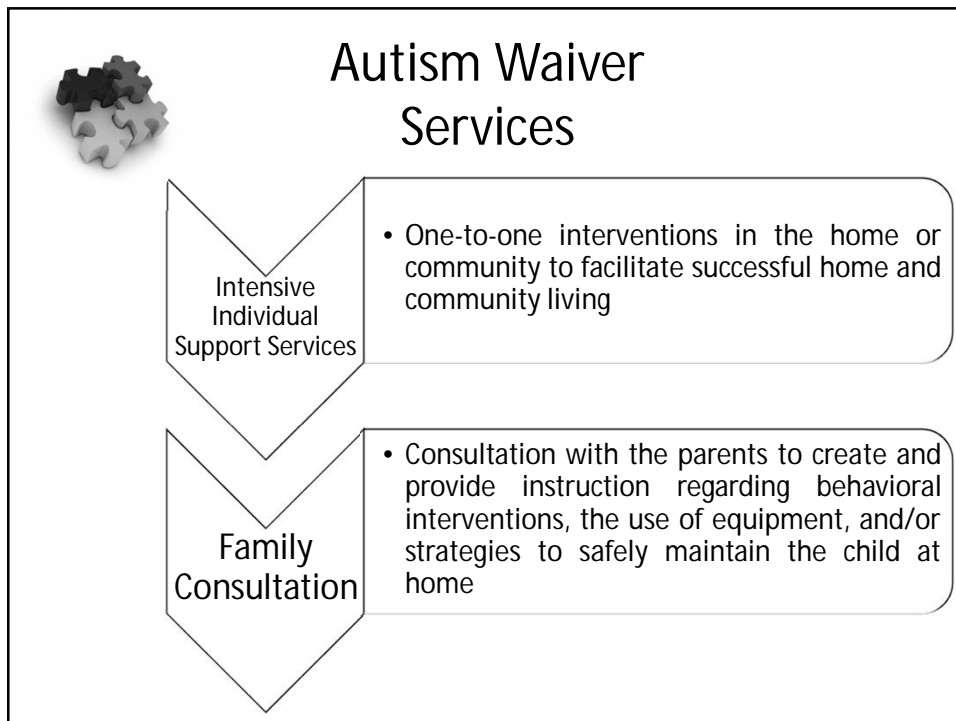 Autism Waiver
Services
Intensive
Individual
Support Services
• One-to-one interventions in the home or
community to facilitate successful home and
community living
Family
Consultation
• Consultation with the parents to create and
provide instruction regarding behavioral
interventions, the use of equipment, and/or
strategies to safely maintain the child at
home